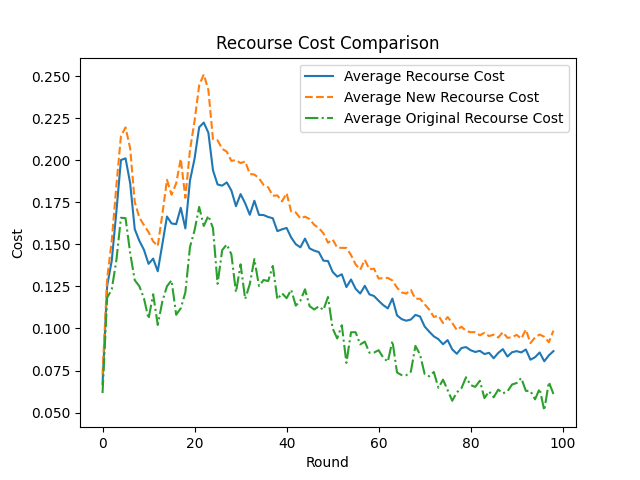 Recourse Cost Comparison
Average Recourse Cost
Average New Recourse Cost
Average Original Recourse Cost
Cost
0.250
0.225
0.200
0.175
0.150
0.125
0.100
0.075
0.050
0 20 40 60 80 100
Round